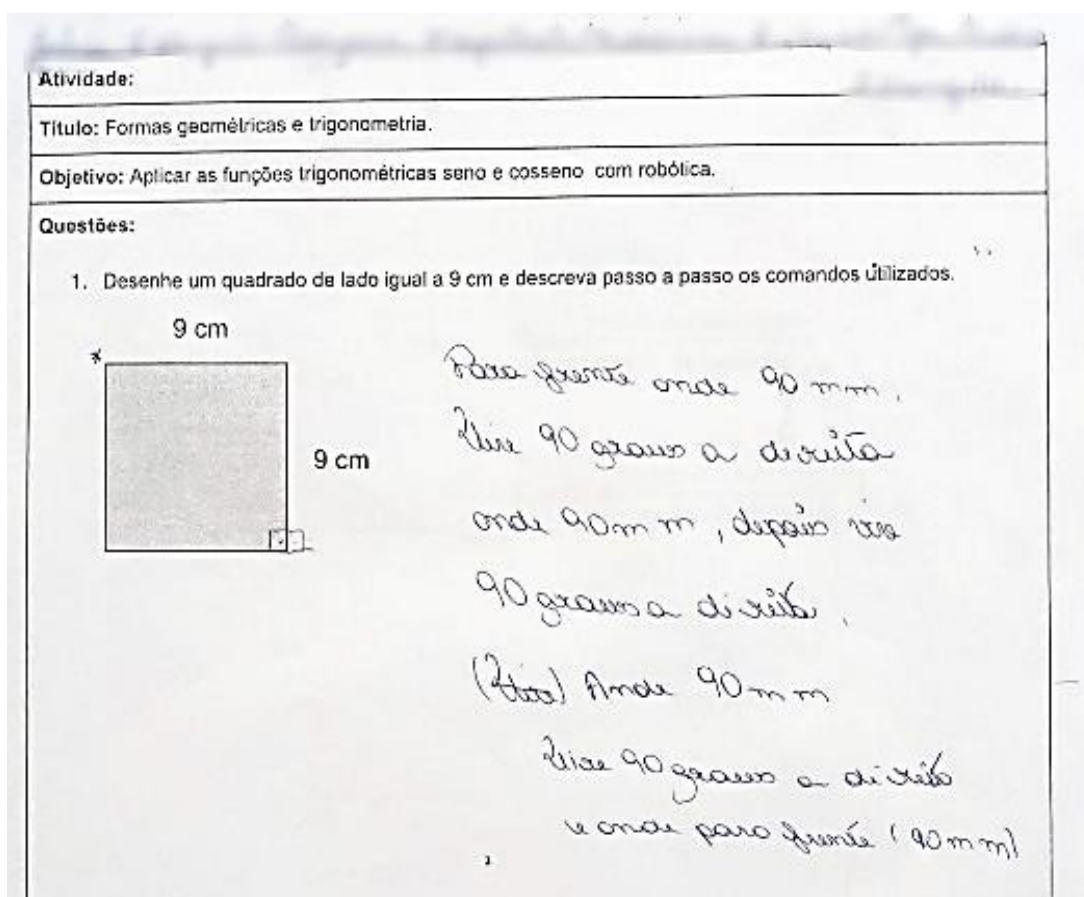 Atividade:
Título: Formas geométricas e trigonometria.
Objetivo: Aplicar as funções trigonométricas seno e cosseno com robótica.
Questões:
1. Desenhe um quadrado de lado igual a 9 cm e descreva passo a passo os comandos utilizados.
9 cm
9 cm
Para frente ande 90 mm.
Vire 90 graus a direita
ande 90 mm, depois vire
90 graus a direita.
Ande 90 mm
Vire 90 graus a direita
e ande para frente (90 mm)